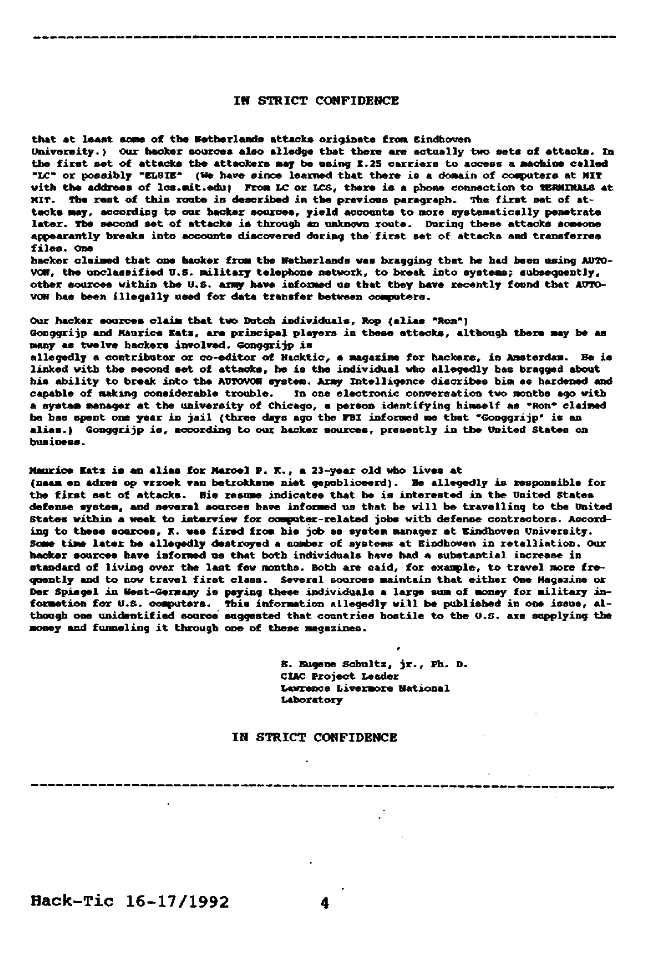 IN STRICT CONFIDENCE
that at least some of the Netherlands attacks originate from Eindhoven
University.) Our hacker sources also alledge that there are actually two sets of attacks. In
the first set of attacks the attackers may be using X.25 carriers to access a machine called
"LC" or possibly "ELSIE" (We have since learned that there is a domain of computers at MIT
with the address of lcs.mit.edu) From LC or LCS, there is a phone connection to TERMINALS at
MIT. The rest of this route is described in the previous paragraph. The first set of at-
tacks may, according to our hacker sources, yield accounts to more systematically penetrate
later. The second set of attacks is through an unknown route. During these attacks someone
appearantly breaks into accounts discovered during the first set of attacks and transferres
files. One
hacker claimed that one hacker from the Netherlands was bragging that he had been using AUTO-
VON, the unclassified U.S. military telephone network, to break into systems; subsequently,
other sources within the U.S. army have informed us that they have recently found that AUTO-
VON has been illegally used for data transfer between computers.
Our hacker sources claim that two Dutch individuals, Rop (alias "Ron")
Gonggrijp and Maurice Katz, are principal players in these attacks, although there may be as
many as twelve hackers involved. Gonggrijp is
allegedly a contributor or co-editor of Hacktic, a magazine for hackers, in Amsterdam. He is
linked with the second set of attacks, he is the individual who allegedly has bragged about
his ability to break into the AUTOVON system. Army Intelligence discribes him as hardened and
capable of making considerable trouble. In one electronic conversation two months ago with
a system manager at the university of Chicago, a person identifying himself as "Ron" claimed
he has spent one year in jail (three days ago the FBI informed me that "Gonggrijp' is an
alias.) Gonggrijp is, according to our hacker sources, presently in the United States on
business.
Maurice Katz is an alias for Marcel P. K., a 23-year old who lives at
(naam en adres op vrzoek van betrokkene niet gepubliceerd). He allegedly is responsible for
the first set of attacks. His resume indicates that he is interested in the United States
defense system, and several sources have informed us that he will be travelling to the United
States within a week to interview for computer-related jobs with defense contractors. Accord-
ing to these sources, K. was fired from his job as system manager at Eindhoven University.
Some time later he allegedly destroyed a number of systems at Eindhoven in retalliation. Our
hacker sources have informed us that both individuals have had a substantial increase in
standard of living over the last few months. Both are said, for example, to travel more fre-
quently and to now travel first class. Several sources maintain that either One Magazine or
Der Spiegel in West-Germany is paying these individuals a large sum of money for military in-
formation for U.S. computers. This information allegedly will be published in one issue, al-
though one unidentified source suggested that countries hostile to the U.S. are supplying the
money and funneling it through one of these magazines.
E. Eugene Schultz, jr., Ph. D.
CIAC Project Leader
Lawrence Livermore National
Laboratory
IN STRICT CONFIDENCE
Hack-Tic 16-17/1992 4